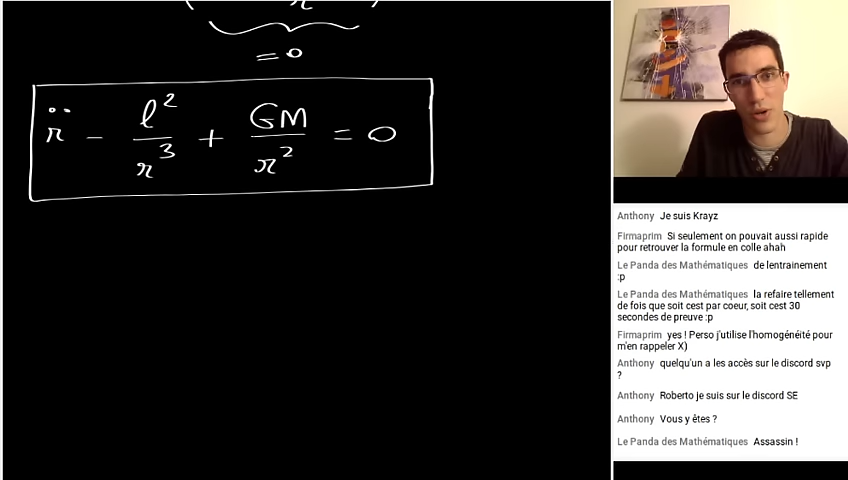 = 0
r̈ - l²/r³ + GM/r² = 0
Anthony Je suis Krayz
Firmaprim Si seulement on pouvait aussi rapide
pour retrouver la formule en colle ahah
Le Panda des Mathématiques de lentrainement
:p
Le Panda des Mathématiques la refaire tellement
de fois que soit cest par coeur, soit cest 30
secondes de preuve :p
Firmaprim yes ! Perso j'utilise l'homogénéité pour
m'en rappeler X)
Anthony quelqu'un a les accès sur le discord svp
?
Anthony Roberto je suis sur le discord SE
Anthony Vous y êtes ?
Le Panda des Mathématiques Assassin !